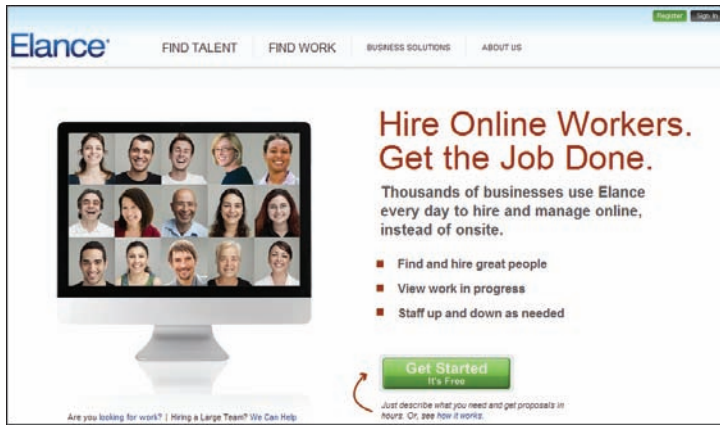 Register Sign In
Elance
FIND TALENT FIND WORK BUSINESS SOLUTIONS ABOUT US
Hire Online Workers.
Get the Job Done.
Thousands of businesses use Elance
every day to hire and manage online,
instead of onsite.
Find and hire great people
View work in progress
Staff up and down as needed
Get Started
It's Free
Just describe what you need and get proposals in
hours. Or, see how it works.
Are you looking for work? | Hiring a Large Team? We Can Help